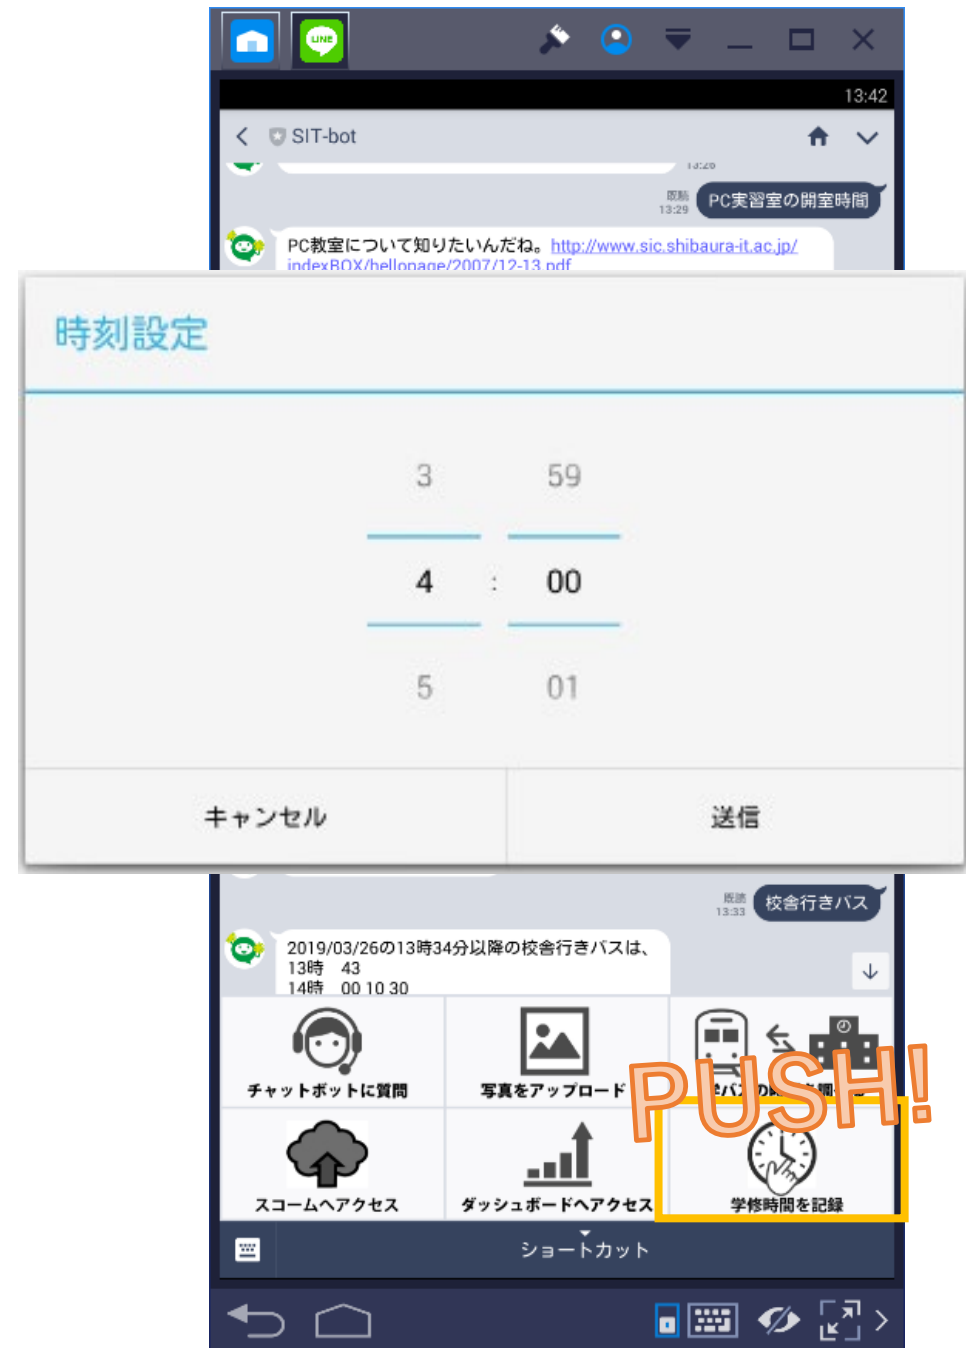 LINE
13:42
SIT-bot
13:26
既読
13:29
PC実習室の開室時間
PC教室について知りたいんだね。http://www.sic.shibaura-it.ac.jp/
indexBOX/hellopage/2007/12-13.pdf
時刻設定
3 59
4 : 00
5 01
キャンセル 送信
既読
13:33
校舎行きバス
2019/03/26の13時34分以降の校舎行きバスは、
13時 43
14時 00 10 30
チャットボットに質問
写真をアップロード
PUSH!
スコームへアクセス
ダッシュボードへアクセス
学修時間を記録
ショートカット